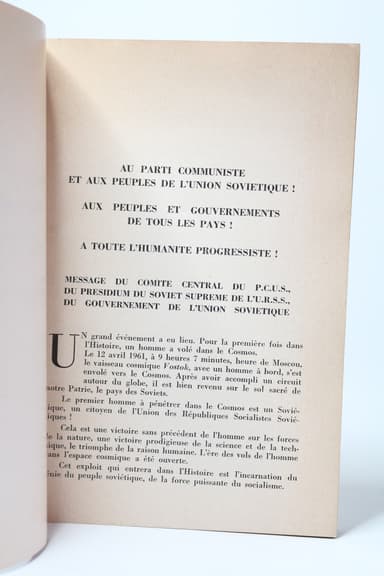 AU PARTI COMMUNISTE
ET AUX PEUPLES DE L'UNION SOVIETIQUE !
AUX PEUPLES ET GOUVERNEMENTS
DE TOUS LES PAYS !
A TOUTE L'HUMANITE PROGRESSISTE !
MESSAGE DU COMITE CENTRAL DU P.C.U.S.,
DU PRESIDIUM DU SOVIET SUPREME DE L'U.R.S.S.,
DU GOUVERNEMENT DE L'UNION SOVIETIQUE
UN grand événement a eu lieu. Pour la première fois dans
l'Histoire, un homme a volé dans le Cosmos.
Le 12 avril 1961, à 9 heures 7 minutes, heure de Moscou,
le vaisseau cosmique Vostok, avec un homme à bord, s'est
envolé vers le Cosmos. Après avoir accompli un circuit
autour du globe, il est bien revenu sur le sol sacré de
notre Patrie, le pays des Soviets.
Le premier homme à pénétrer dans le Cosmos est un Sovié-
ique, un citoyen de l'Union des Républiques Socialistes Sovié-
iques !
Cela est une victoire sans précédent de l'homme sur les forces
de la nature, une victoire prodigieuse de la science et de la tech-
nique, le triomphe de la raison humaine. L'ère des vols de l'homme
dans l'espace cosmique a été ouverte.
Cet exploit qui entrera dans l'Histoire est l'incarnation du
génie du peuple soviétique, de la force puissante du socialisme.